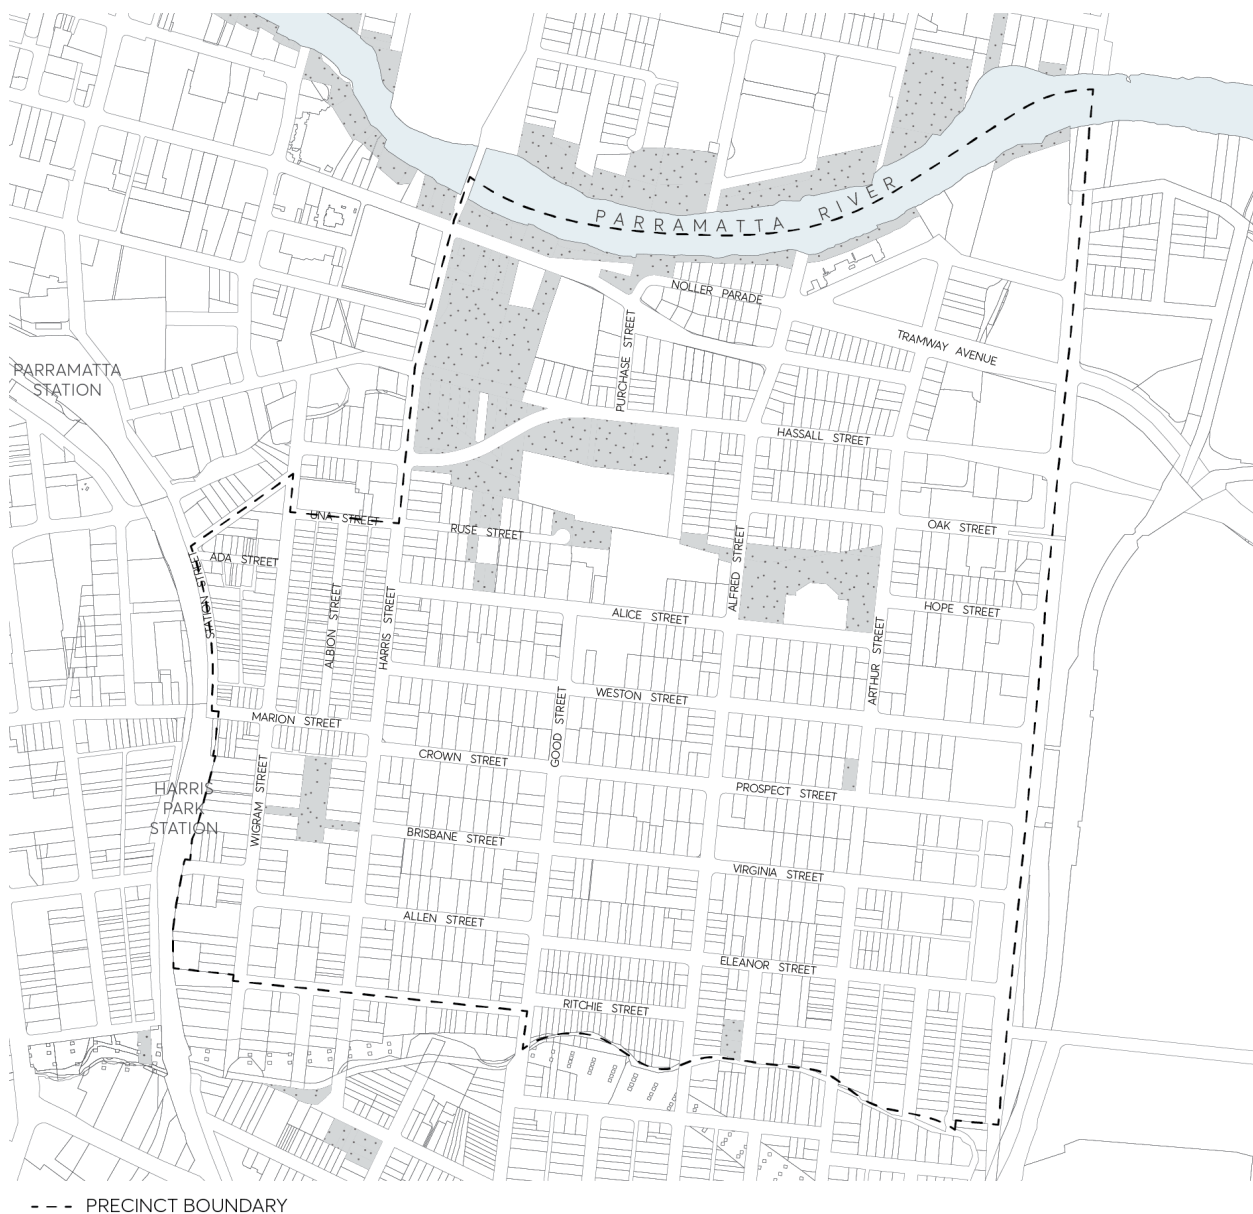 PARRAMATTA RIVER
NOLLER PARADE
PURCHASE STREET
TRAMWAY AVENUE
PARRAMATTA
STATION
HASSALL STREET
UNA STREET
RUSE STREET
OAK STREET
ADA STREET
STATION STREET
ALBION STREET
HARRIS STREET
ALFRED STREET
ALICE STREET
HOPE STREET
ARTHUR STREET
WESTON STREET
GOOD STREET
MARION STREET
CROWN STREET
PROSPECT STREET
HARRIS
PARK
STATION
WIGRAM STREET
BRISBANE STREET
VIRGINIA STREET
ALLEN STREET
ELEANOR STREET
RITCHIE STREET
PRECINCT BOUNDARY